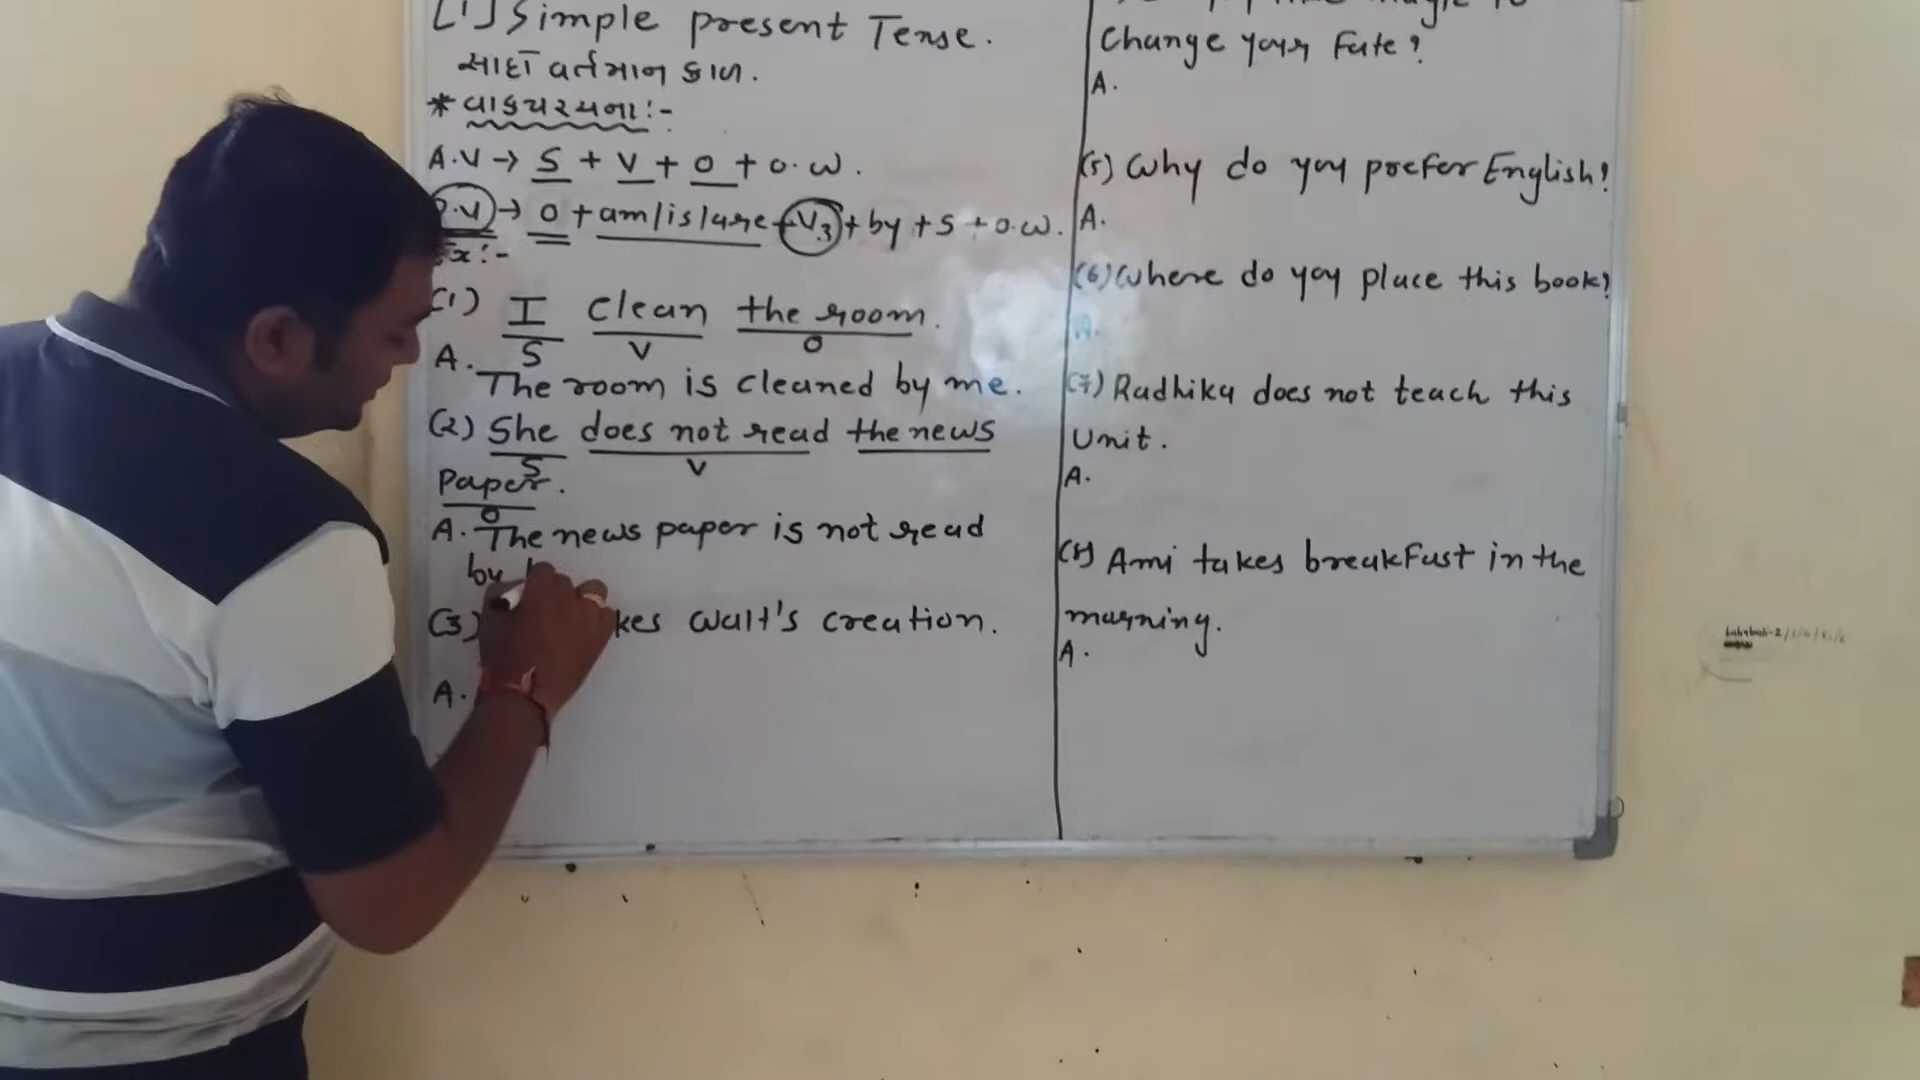 [1] Simple present Tense.
સાદો વર્તમાન કાળ.
* વાક્યરચના:-
A.V → S + V + O + O.W.
P.V → O + am/is/are + V3 + by + S + O.W.
Ex:-
(1) I clean the room.
S V O
A. The room is cleaned by me.
(2) She does not read the news
S V
paper.
O
A. The news paper is not read
by
(3) kes Walt's creation.
A.
change your fate?
A.
(5) Why do you prefer English?
A.
(6) Where do you place this book?
A.
(7) Radhika does not teach this
Unit.
A.
(8) Ami takes breakfast in the
morning.
A.